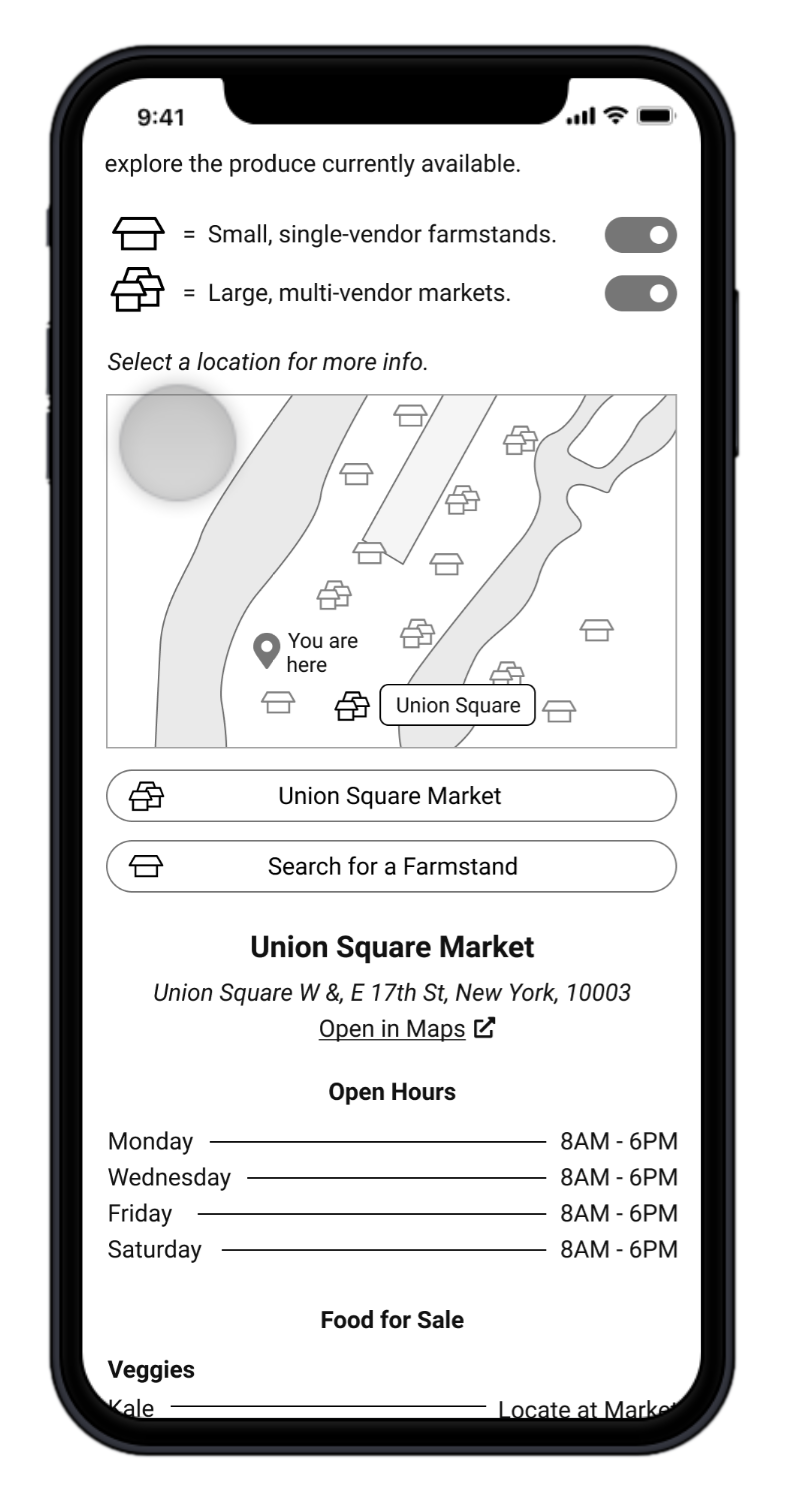 9:41
explore the produce currently available.
= Small, single-vendor farmstands.
= Large, multi-vendor markets.
Select a location for more info.
You are
here
Union Square
Union Square Market
Search for a Farmstand
Union Square Market
Union Square W &, E 17th St, New York, 10003
Open in Maps
Open Hours
Monday 8AM - 6PM
Wednesday 8AM - 6PM
Friday 8AM - 6PM
Saturday 8AM - 6PM
Food for Sale
Veggies
Kale Locate at Market